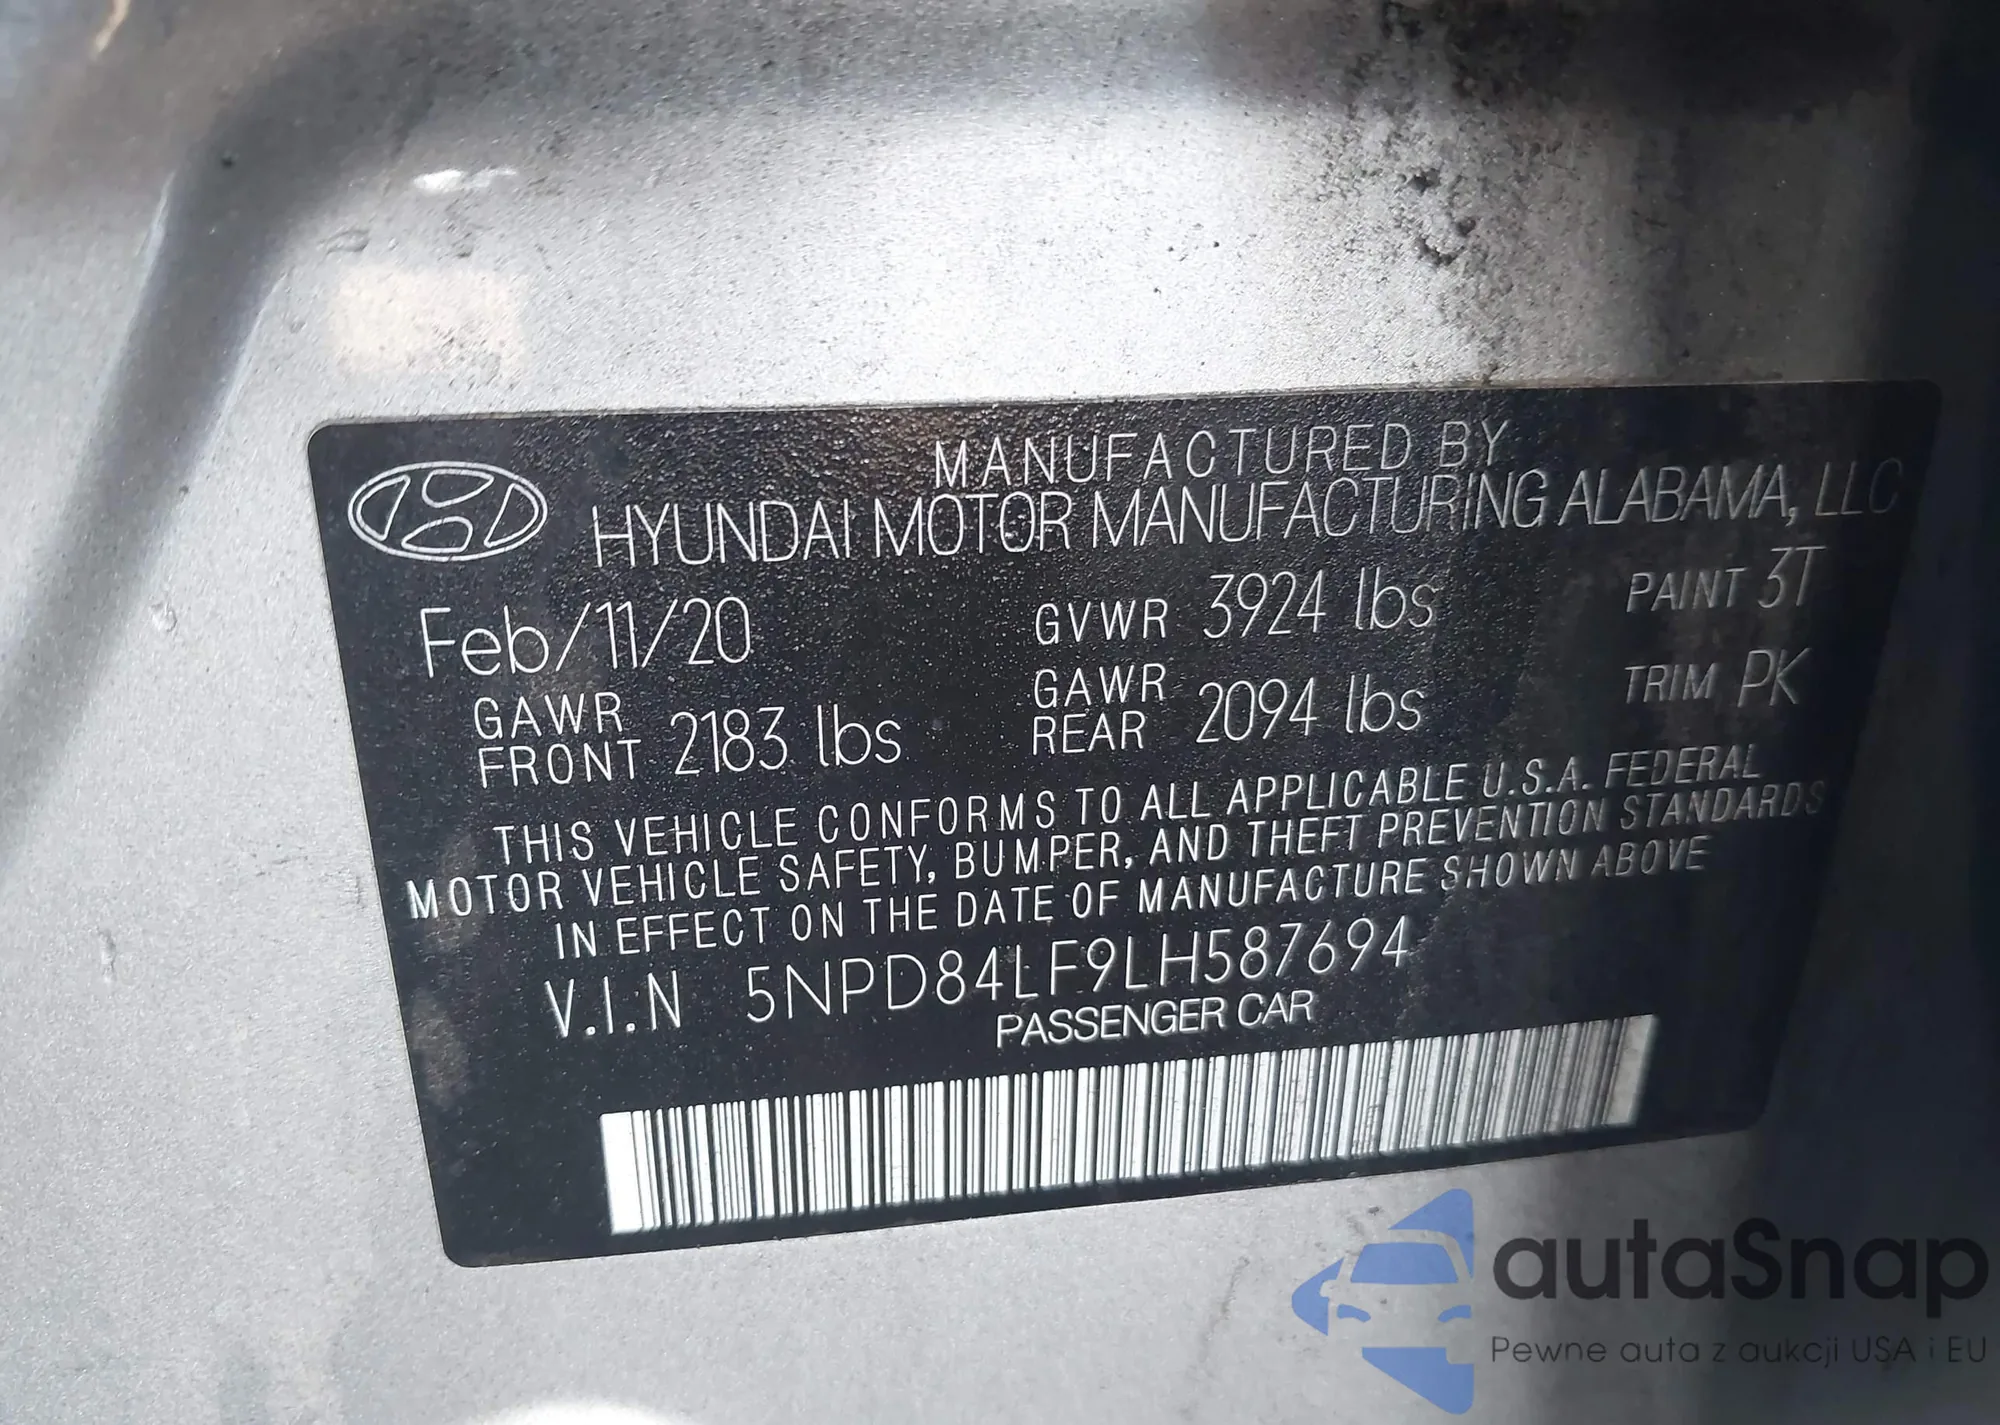 MANUFACTURED BY
HYUNDAI MOTOR MANUFACTURING ALABAMA, LLC
Feb/11/20 GVWR 3924 lbs PAINT 3T
GAWR FRONT 2183 lbs GAWR REAR 2094 lbs TRIM PK
THIS VEHICLE CONFORMS TO ALL APPLICABLE U.S.A. FEDERAL
MOTOR VEHICLE SAFETY, BUMPER, AND THEFT PREVENTION STANDARDS
IN EFFECT ON THE DATE OF MANUFACTURE SHOWN ABOVE
V.I.N 5NPD84LF9LH587694
PASSENGER CAR
autaSnap
Pewne auta z aukcji USA i EU